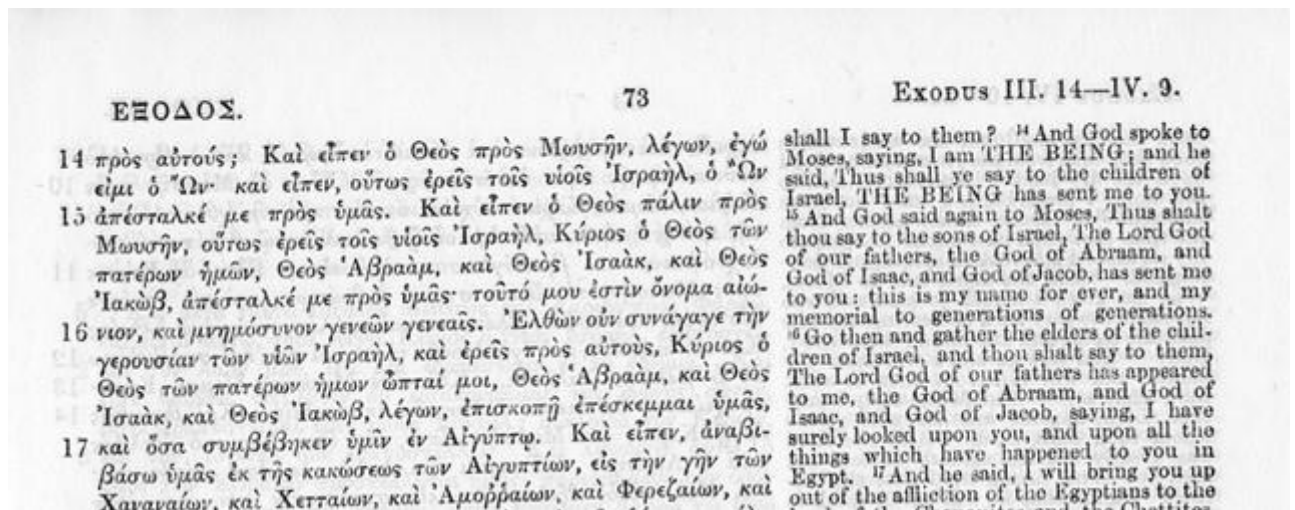 ΕΞΟΔΟΣ.
73
EXODUS III. 14—IV. 9.
14 πρὸς αὐτούς; Καὶ εἶπεν ὁ Θεὸς πρὸς Μωυσῆν, λέγων, ἐγώ
εἰμι ὁ Ὤν· καὶ εἶπεν, οὕτως ἐρεῖς τοῖς υἱοῖς Ἰσραὴλ, ὁ Ὢν
15 ἀπέσταλκέ με πρὸς ὑμᾶς. Καὶ εἶπεν ὁ Θεὸς πάλιν πρὸς
Μωυσῆν, οὕτως ἐρεῖς τοῖς υἱοῖς Ἰσραὴλ, Κύριος ὁ Θεὸς τῶν
πατέρων ἡμῶν, Θεὸς Ἁβραὰμ, καὶ Θεὸς Ἰσαὰκ, καὶ Θεὸς
Ἰακὼβ, ἀπέσταλκέ με πρὸς ὑμᾶς· τοῦτό μου ἐστὶν ὄνομα αἰώ-
16 νιον, καὶ μνημόσυνον γενεῶν γενεαῖς. Ἐλθὼν οὖν συνάγαγε τὴν
γερουσίαν τῶν υἱῶν Ἰσραὴλ, καὶ ἐρεῖς πρὸς αὐτοὺς, Κύριος ὁ
Θεὸς τῶν πατέρων ἡμῶν ὦπταί μοι, Θεὸς Ἁβραὰμ, καὶ Θεὸς
Ἰσαὰκ, καὶ Θεὸς Ἰακὼβ, λέγων, ἐπισκοπῇ ἐπέσκεμμαι ὑμᾶς,
17 καὶ ὅσα συμβέβηκεν ὑμῖν ἐν Αἰγύπτῳ. Καὶ εἶπεν, ἀναβι-
βάσω ὑμᾶς ἐκ τῆς κακώσεως τῶν Αἰγυπτίων, εἰς τὴν γῆν τῶν
Χαναναίων, καὶ Χετταίων, καὶ Ἀμοῤῥαίων, καὶ Φερεζαίων, καὶ
shall I say to them? 14 And God spoke to
Moses, saying, I am THE BEING; and he
said, Thus shall ye say to the children of
Israel, THE BEING has sent me to you.
15 And God said again to Moses, Thus shalt
thou say to the sons of Israel, The Lord God
of our fathers, the God of Abraam, and
God of Isaac, and God of Jacob, has sent me
to you: this is my name for ever, and my
memorial to generations of generations.
16 Go then and gather the elders of the chil-
dren of Israel, and thou shalt say to them,
The Lord God of our fathers has appeared
to me, the God of Abraam, and God of
Isaac, and God of Jacob, saying, I have
surely looked upon you, and upon all the
things which have happened to you in
Egypt. 17 And he said, I will bring you up
out of the affliction of the Egyptians to the